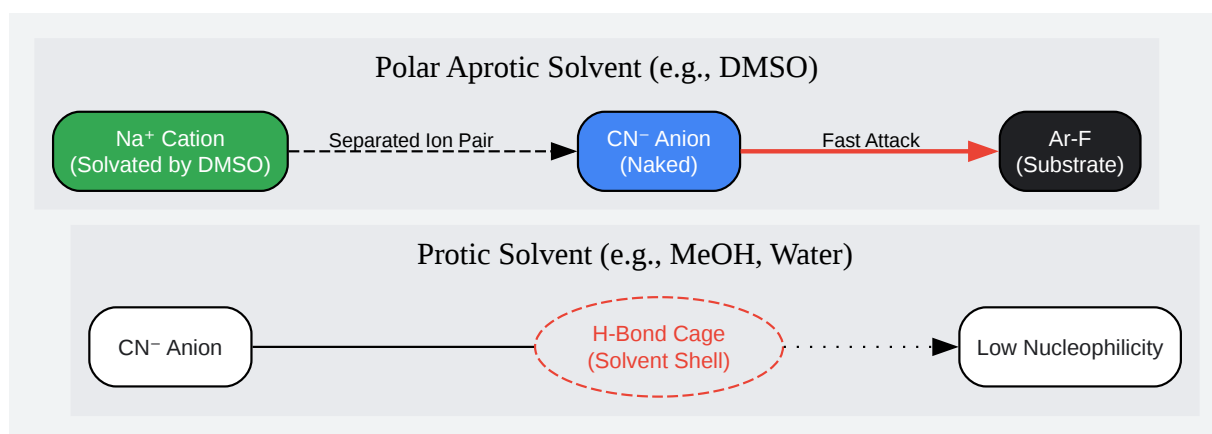 Polar Aprotic Solvent (e.g., DMSO)
Na⁺ Cation
(Solvated by DMSO)
Separated Ion Pair
CN⁻ Anion
(Naked)
Fast Attack
Ar-F
(Substrate)
Protic Solvent (e.g., MeOH, Water)
CN⁻ Anion
H-Bond Cage
(Solvent Shell)
Low Nucleophilicity